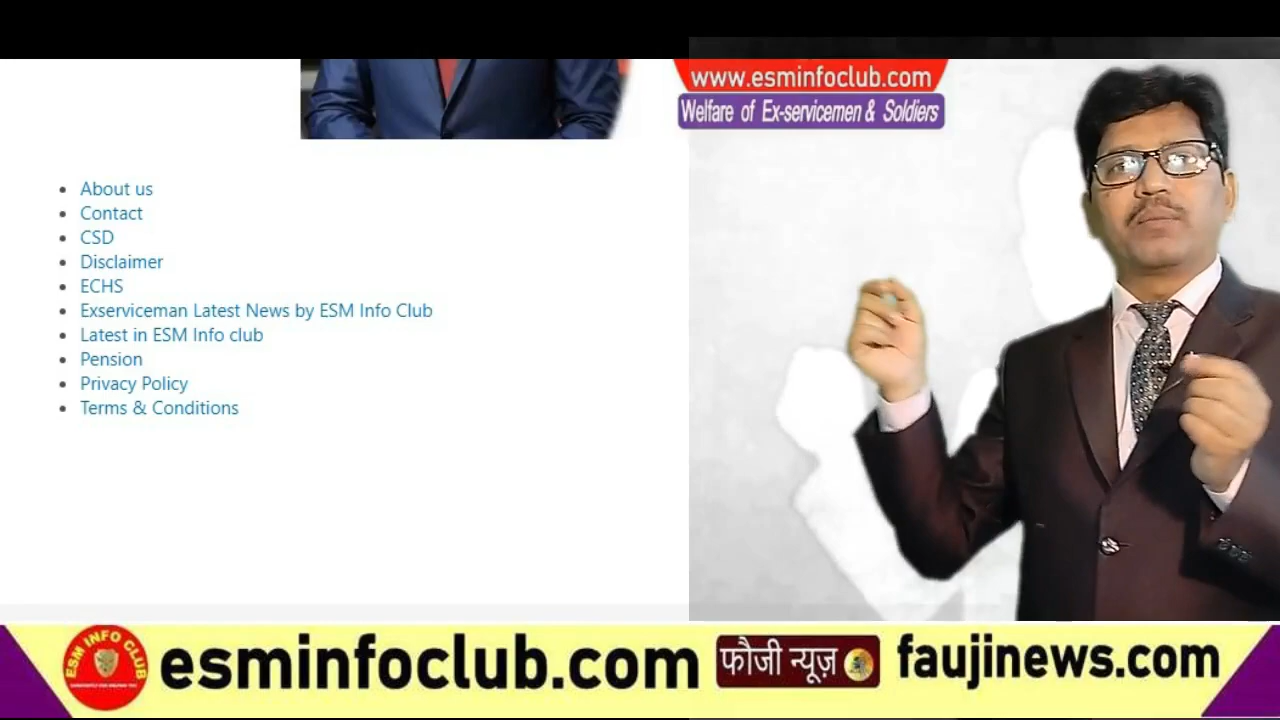 www.esminfoclub.com
Welfare of Ex-servicemen & Soldiers
About us
Contact
CSD
Disclaimer
ECHS
Exserviceman Latest News by ESM Info Club
Latest in ESM Info club
Pension
Privacy Policy
Terms & Conditions
ESM INFO CLUB
esminfoclub.com
फौजी न्यूज़
faujinews.com